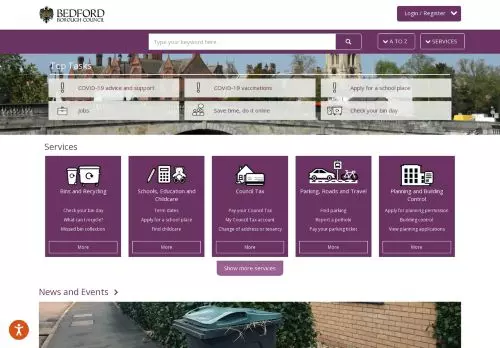 BEDFORD
BOROUGH COUNCIL
Login / Register
Type your keyword here
A TO Z
SERVICES
Top Tasks
COVID-19 advice and support
COVID-19 vaccinations
Apply for a school place
Jobs
Save time, do it online
Check your bin day
Services
Bins and Recycling
Check your bin day
What can I recycle?
Missed bin collection
More
Schools, Education and
Childcare
Term dates
Apply for a school place
Find childcare
More
Council Tax
Pay your Council Tax
My Council Tax account
Change of address or tenancy
More
Parking, Roads and Travel
Find parking
Report a pothole
Pay your parking ticket
More
Planning and Building
Control
Apply for planning permission
Building control
View planning applications
More
Show more services
News and Events